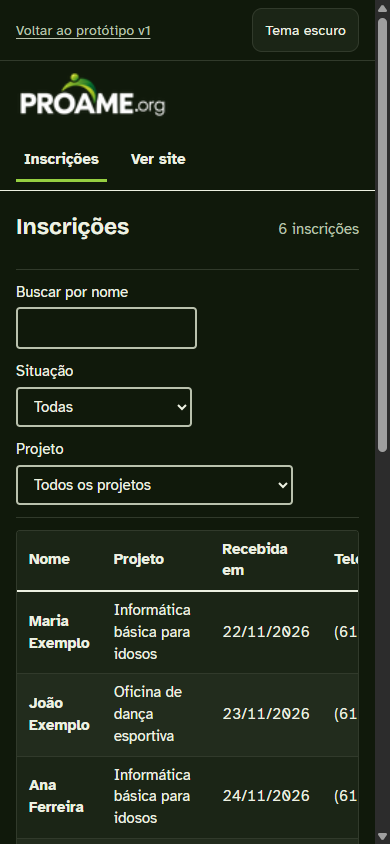 Voltar ao protótipo v1
Tema escuro
PROAME.org
Inscrições
Ver site
Inscrições
6 inscrições
Buscar por nome
Situação
Todas
Projeto
Todos os projetos
Nome
Projeto
Recebida
em
Maria
Exemplo
Informática
básica para
idosos
22/11/2026
(61
João
Exemplo
Oficina de
dança
esportiva
23/11/2026
(61
Ana
Ferreira
Informática
básica para
idosos
24/11/2026
(61